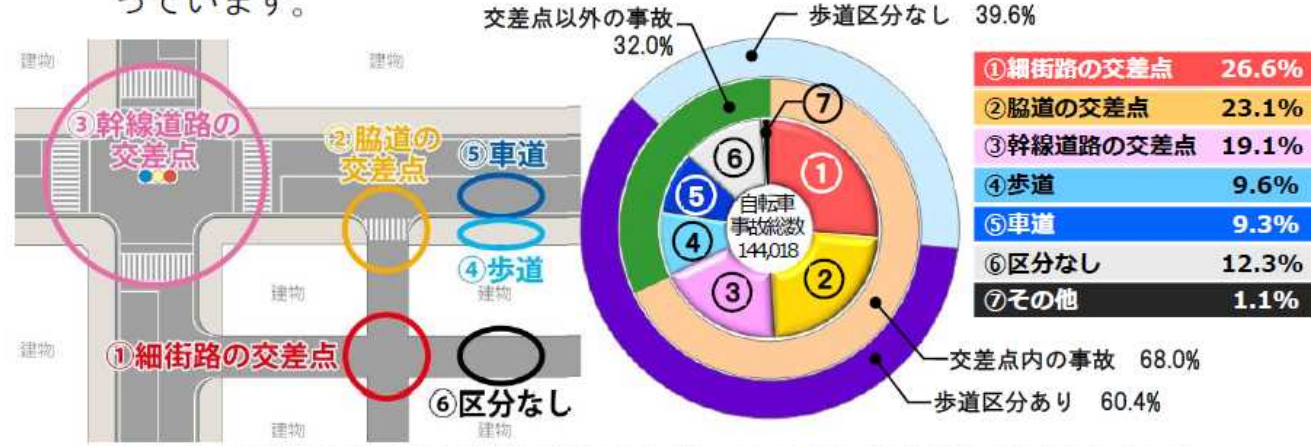 っています。
交差点以外の事故
32.0%
歩道区分なし 39.6%
建物
建物
③幹線道路の
交差点
②脇道の
交差点
⑤車道
④歩道
建物
建物
建物
①細街路の交差点
⑥区分なし
建物
建物
⑦
①
⑥
⑤
④
③
②
自転車
事故総数
144,018
①細街路の交差点 26.6%
②脇道の交差点 23.1%
③幹線道路の交差点 19.1%
④歩道 9.6%
⑤車道 9.3%
⑥区分なし 12.3%
⑦その他 1.1%
交差点内の事故 68.0%
歩道区分あり 60.4%